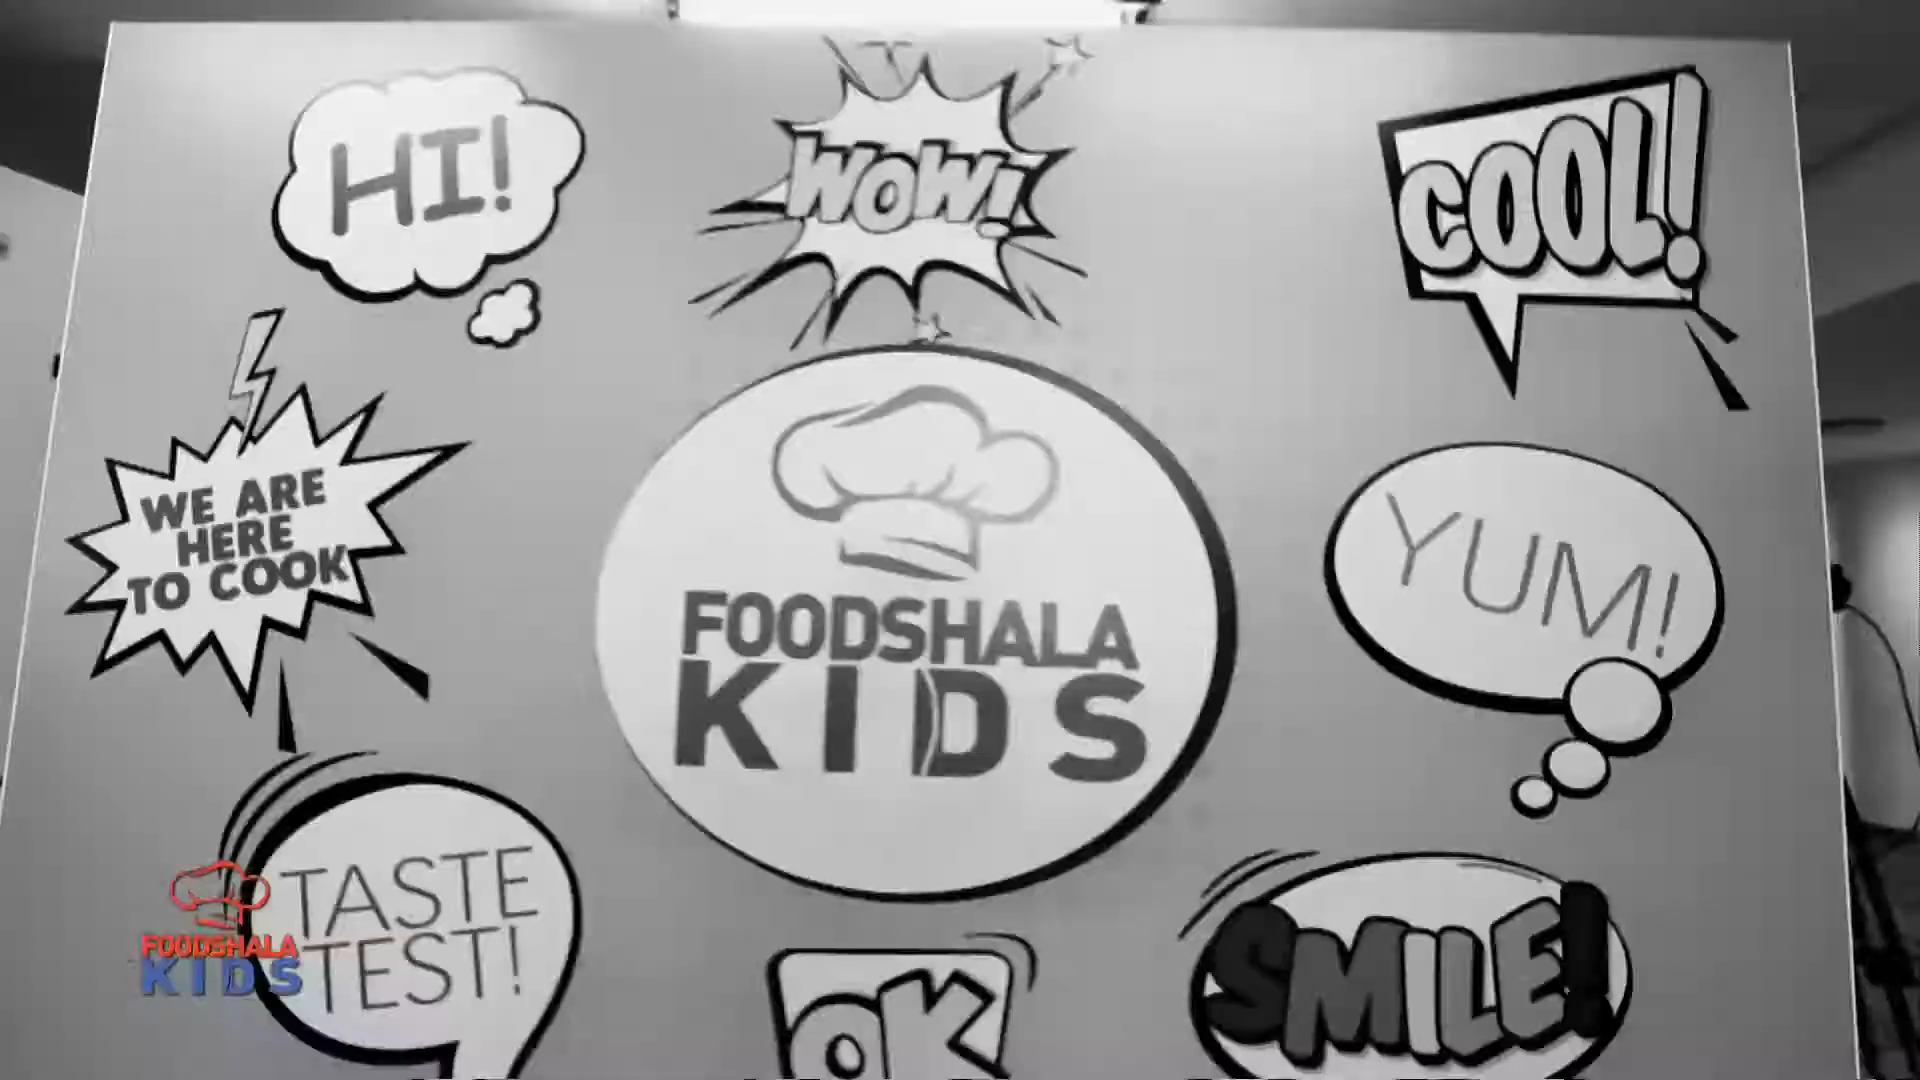 HI!
WOW!
COOL!
WE ARE
HERE
TO COOK
FOODSHALA
KIDS
YUM!
TASTE
TEST!
FOODSHALA
KIDS
OK
SMILE!